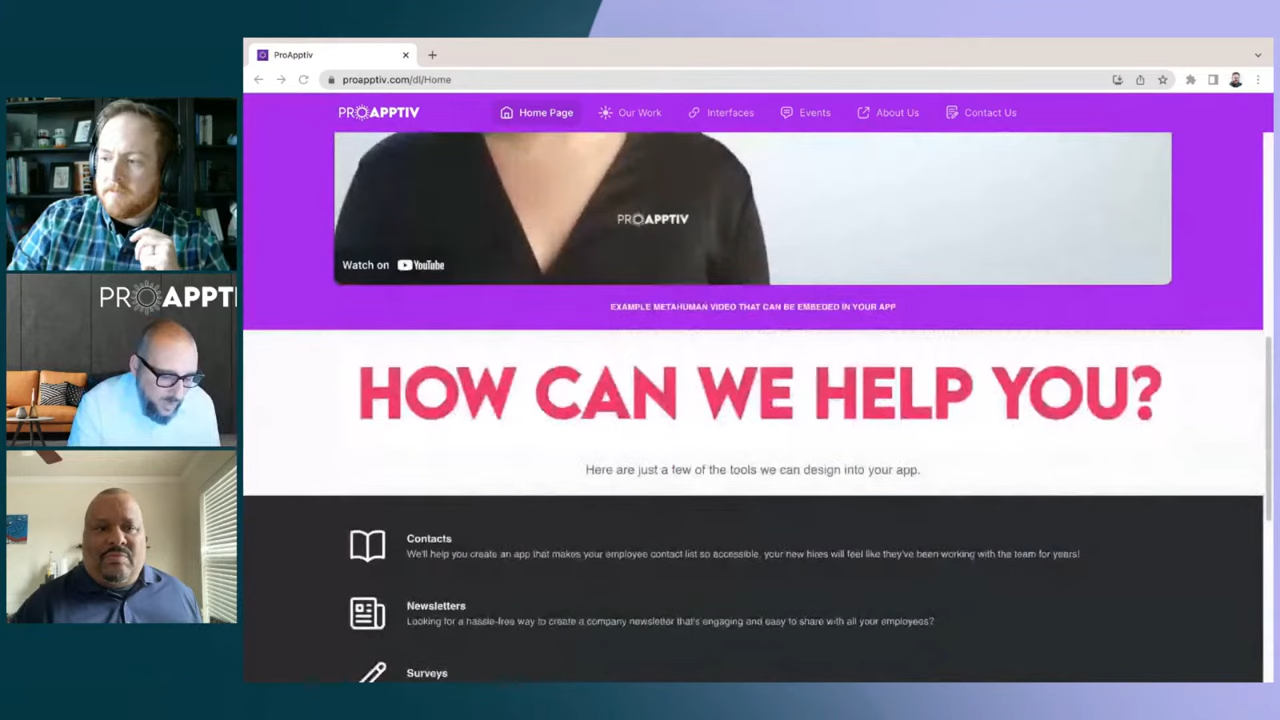 ProApptiv
proapptiv.com/dl/Home
PROAPPTIV
Home Page
Our Work
Interfaces
Events
About Us
Contact Us
PROAPPTIV
Watch on YouTube
EXAMPLE METAHUMAN VIDEO THAT CAN BE EMBEDED IN YOUR APP
PROAPPTI
HOW CAN WE HELP YOU?
Here are just a few of the tools we can design into your app.
Contacts
We'll help you create an app that makes your employee contact list so accessible, your new hires will feel like they've been working with the team for years!
Newsletters
Looking for a hassle-free way to create a company newsletter that's engaging and easy to share with all your employees?
Surveys